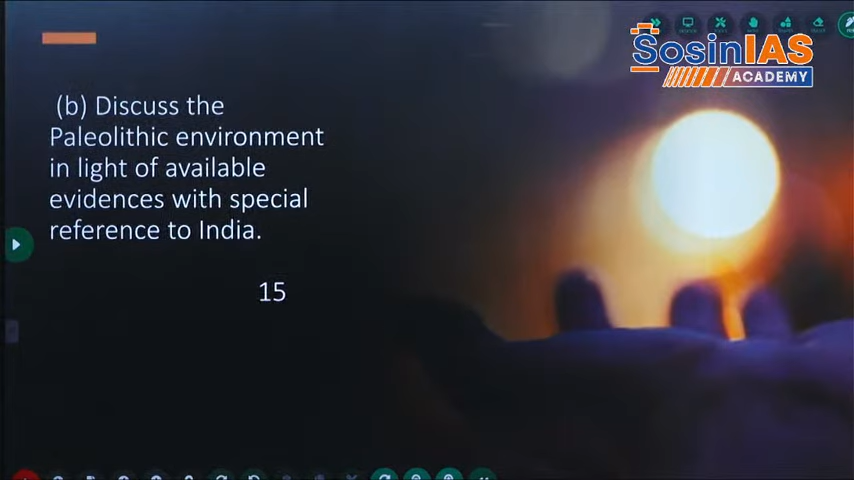 SosinIAS
ACADEMY
(b) Discuss the
Paleolithic environment
in light of available
evidences with special
reference to India.
15